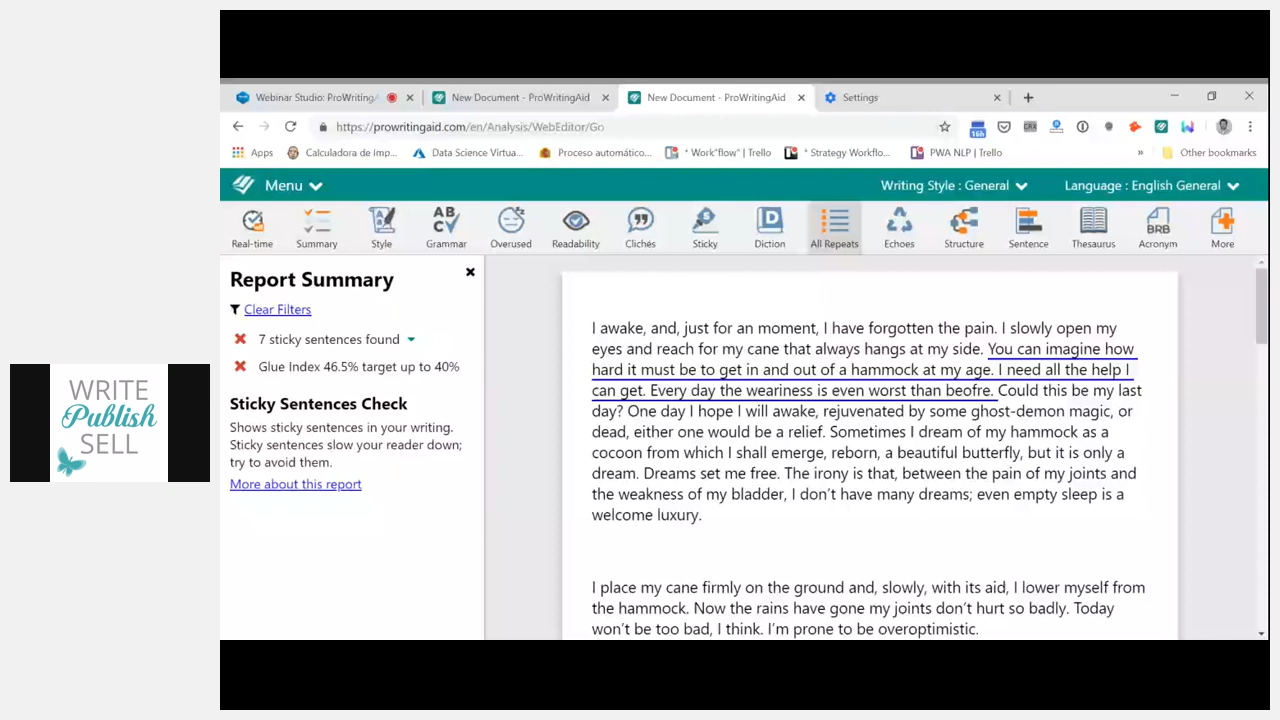 Webinar Studio: ProWriting/
New Document - ProWritingAid
New Document - ProWritingAid
Settings
https://prowritingaid.com/en/Analysis/WebEditor/Go
16h
Apps
Calculadora de Imp...
Data Science Virtua...
Proceso automático...
* Work"flow" | Trello
* Strategy Workflo...
PWA NLP | Trello
»
Other bookmarks
Menu
Writing Style : General
Language : English General
Real-time
Summary
Style
Grammar
Overused
Readability
Clichés
Sticky
Diction
All Repeats
Echoes
Structure
Sentence
Thesaurus
Acronym
More
Report Summary
Clear Filters
7 sticky sentences found
Glue Index 46.5% target up to 40%
Sticky Sentences Check
Shows sticky sentences in your writing.
Sticky sentences slow your reader down;
try to avoid them.
More about this report
I awake, and, just for an moment, I have forgotten the pain. I slowly open my
eyes and reach for my cane that always hangs at my side. You can imagine how
hard it must be to get in and out of a hammock at my age. I need all the help I
can get. Every day the weariness is even worst than beofre. Could this be my last
day? One day I hope I will awake, rejuvenated by some ghost-demon magic, or
dead, either one would be a relief. Sometimes I dream of my hammock as a
cocoon from which I shall emerge, reborn, a beautiful butterfly, but it is only a
dream. Dreams set me free. The irony is that, between the pain of my joints and
the weakness of my bladder, I don't have many dreams; even empty sleep is a
welcome luxury.
I place my cane firmly on the ground and, slowly, with its aid, I lower myself from
the hammock. Now the rains have gone my joints don't hurt so badly. Today
won't be too bad, I think. I'm prone to be overoptimistic.
WRITE
Publish
SELL